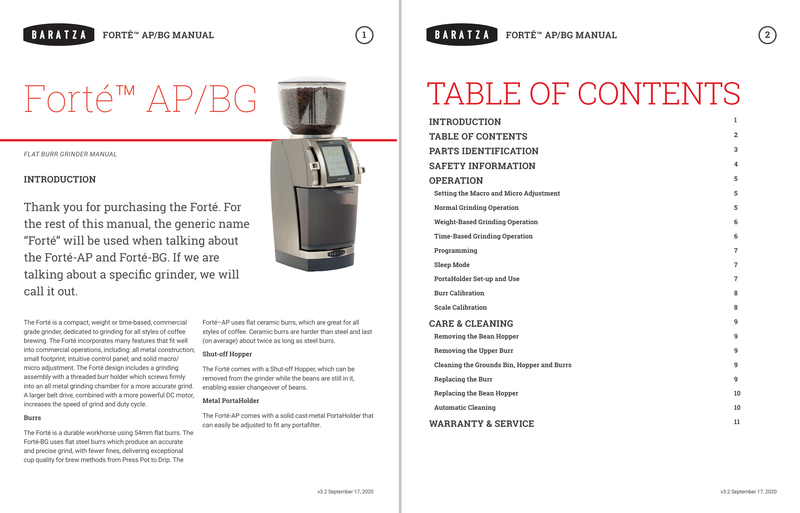 BARATZA FORTÉ™ AP/BG MANUAL 1
Forté™ AP/BG
FLAT BURR GRINDER MANUAL
INTRODUCTION
Thank you for purchasing the Forté. For
the rest of this manual, the generic name
“Forté” will be used when talking about
the Forté-AP and Forté-BG. If we are
talking about a specific grinder, we will
call it out.
The Forté is a compact, weight or time-based, commercial
grade grinder, dedicated to grinding for all styles of coffee
brewing. The Forté incorporates many features that fit well
into commercial operations, including: all metal construction;
small footprint; intuitive control panel; and solid macro/
micro adjustment. The Forté design includes a grinding
assembly with a threaded burr holder which screws firmly
into an all metal grinding chamber for a more accurate grind.
A larger belt drive, combined with a more powerful DC motor,
increases the speed of grind and duty cycle.
Burrs
The Forté is a durable workhorse using 54mm flat burrs. The
Forté-BG uses flat steel burrs which produce an accurate
and precise grind, with fewer fines, delivering exceptional
cup quality for brew methods from Press Pot to Drip. The
Forté–AP uses flat ceramic burrs, which are great for all
styles of coffee. Ceramic burrs are harder than steel and last
(on average) about twice as long as steel burrs.
Shut-off Hopper
The Forté comes with a Shut-off Hopper, which can be
removed from the grinder while the beans are still in it,
enabling easier changeover of beans.
Metal PortaHolder
The Forté-AP comes with a solid cast-metal PortaHolder that
can easily be adjusted to fit any portafilter.
v3.2 September 17, 2020
BARATZA FORTÉ™ AP/BG MANUAL 2
TABLE OF CONTENTS
INTRODUCTION 1
TABLE OF CONTENTS 2
PARTS IDENTIFICATION 3
SAFETY INFORMATION 4
OPERATION 5
Setting the Macro and Micro Adjustment 5
Normal Grinding Operation 5
Weight-Based Grinding Operation 6
Time-Based Grinding Operation 6
Programming 7
Sleep Mode 7
PortaHolder Set-up and Use 7
Burr Calibration 8
Scale Calibration 8
CARE & CLEANING 9
Removing the Bean Hopper 9
Removing the Upper Burr 9
Cleaning the Grounds Bin, Hopper and Burrs 9
Replacing the Burr 9
Replacing the Bean Hopper 10
Automatic Cleaning 10
WARRANTY & SERVICE 11
v3.2 September 17, 2020